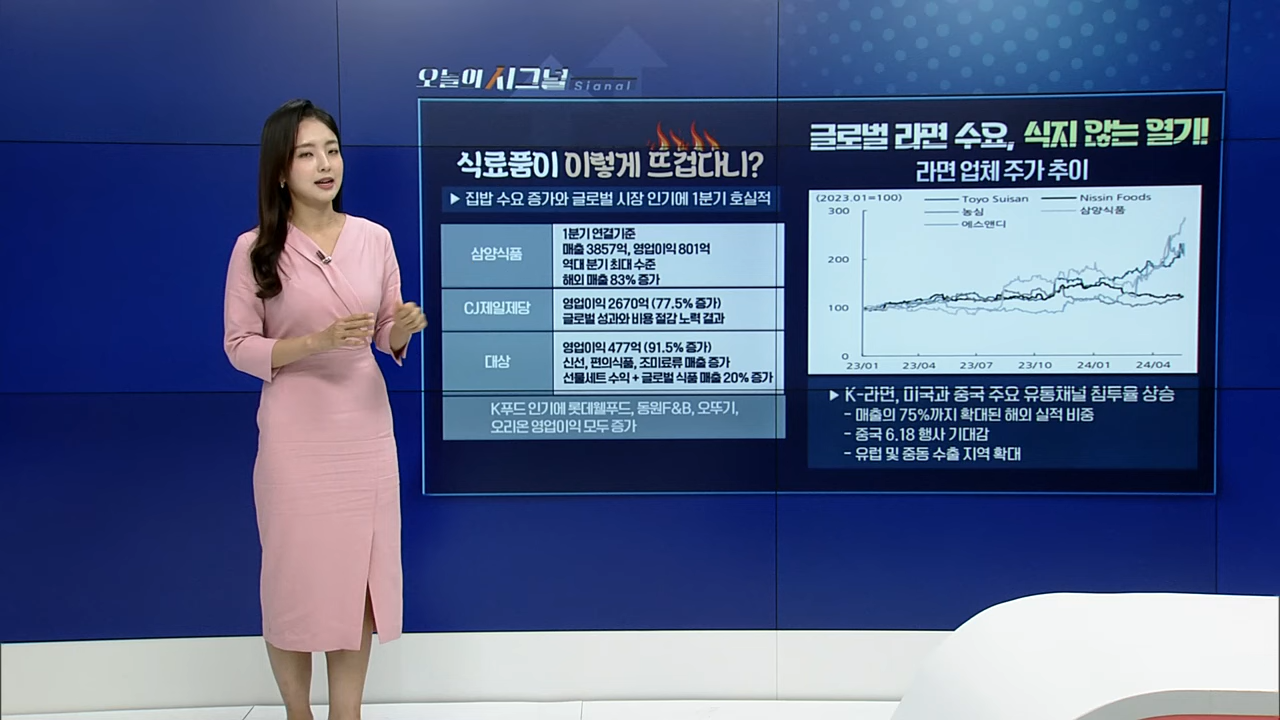 오늘의 시그널
Signal
식료품이 이렇게 뜨겁다니?
▶ 집밥 수요 증가와 글로벌 시장 인기에 1분기 호실적
삼양식품
1분기 연결기준
매출 3857억, 영업이익 801억
역대 분기 최대 수준
해외 매출 83% 증가
CJ제일제당
영업이익 2670억 (77.5% 증가)
글로벌 성과와 비용 절감 노력 결과
대상
영업이익 477억 (91.5% 증가)
신선, 편의식품, 조미료류 매출 증가
선물세트 수익 + 글로벌 식품 매출 20% 증가
K푸드 인기에 롯데웰푸드, 동원F&B, 오뚜기,
오리온 영업이익 모두 증가
글로벌 라면 수요, 식지 않는 열기!
라면 업체 주가 추이
(2023.01=100)
Toyo Suisan
Nissin Foods
농심
삼양식품
에스앤디
300
200
100
0
23/01 23/04 23/07 23/10 24/01 24/04
▶ K-라면, 미국과 중국 주요 유통채널 침투율 상승
- 매출의 75%까지 확대된 해외 실적 비중
- 중국 6.18 행사 기대감
- 유럽 및 중동 수출 지역 확대